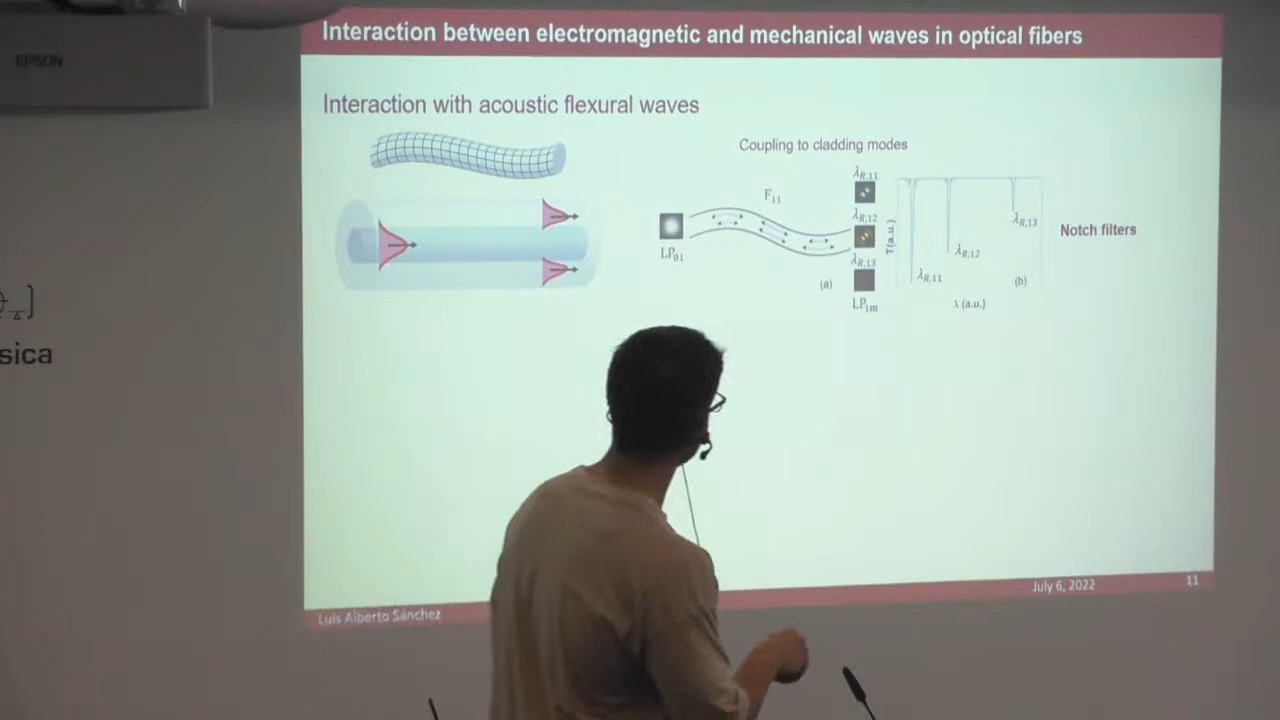 EPSON
Interaction between electromagnetic and mechanical waves in optical fibers
Interaction with acoustic flexural waves
Coupling to cladding modes
F₁₁
LP₀₁
λR,11
λR,12
λR,13
LP₁ₘ
(a)
T(a.u.)
λR,11
λR,12
λR,13
(b)
λ (a.u.)
Notch filters
sica
Luis Alberto Sánchez
July 6, 2022
11